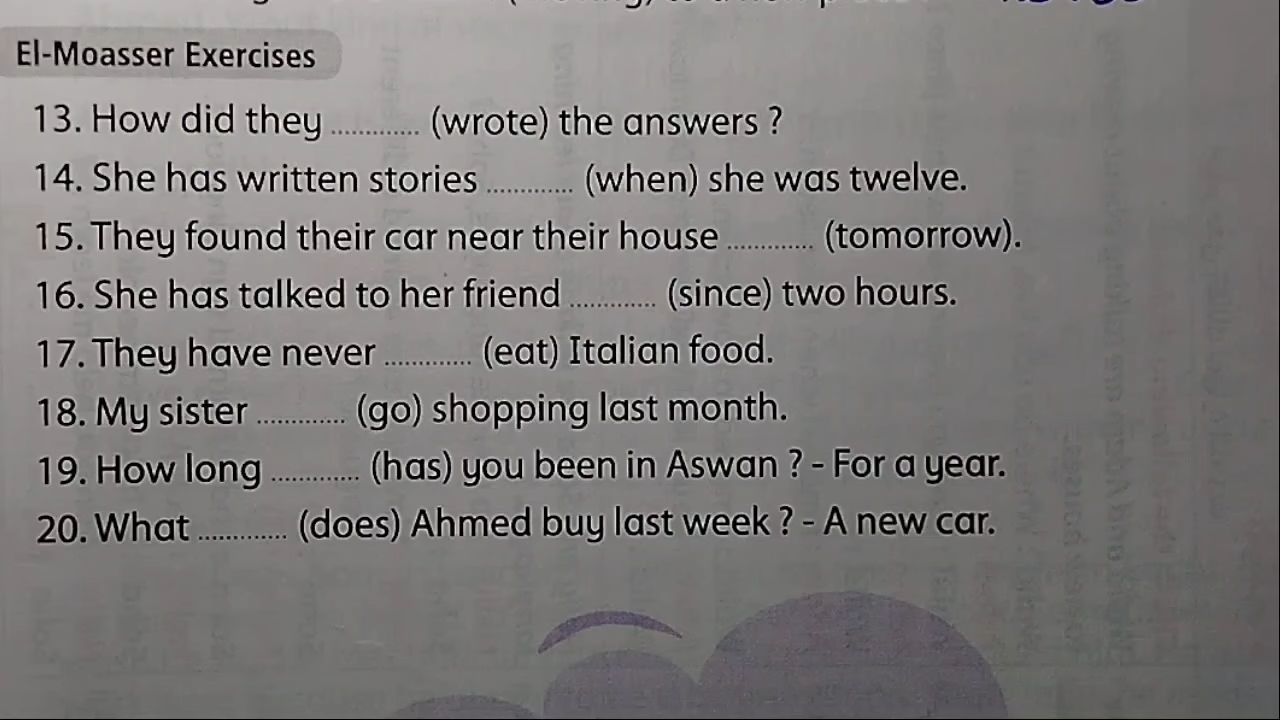 El-Moasser Exercises
13. How did they ............ (wrote) the answers ?
14. She has written stories ............ (when) she was twelve.
15. They found their car near their house ............ (tomorrow).
16. She has talked to her friend ............ (since) two hours.
17. They have never ............ (eat) Italian food.
18. My sister ............ (go) shopping last month.
19. How long ............ (has) you been in Aswan ? - For a year.
20. What ............ (does) Ahmed buy last week ? - A new car.